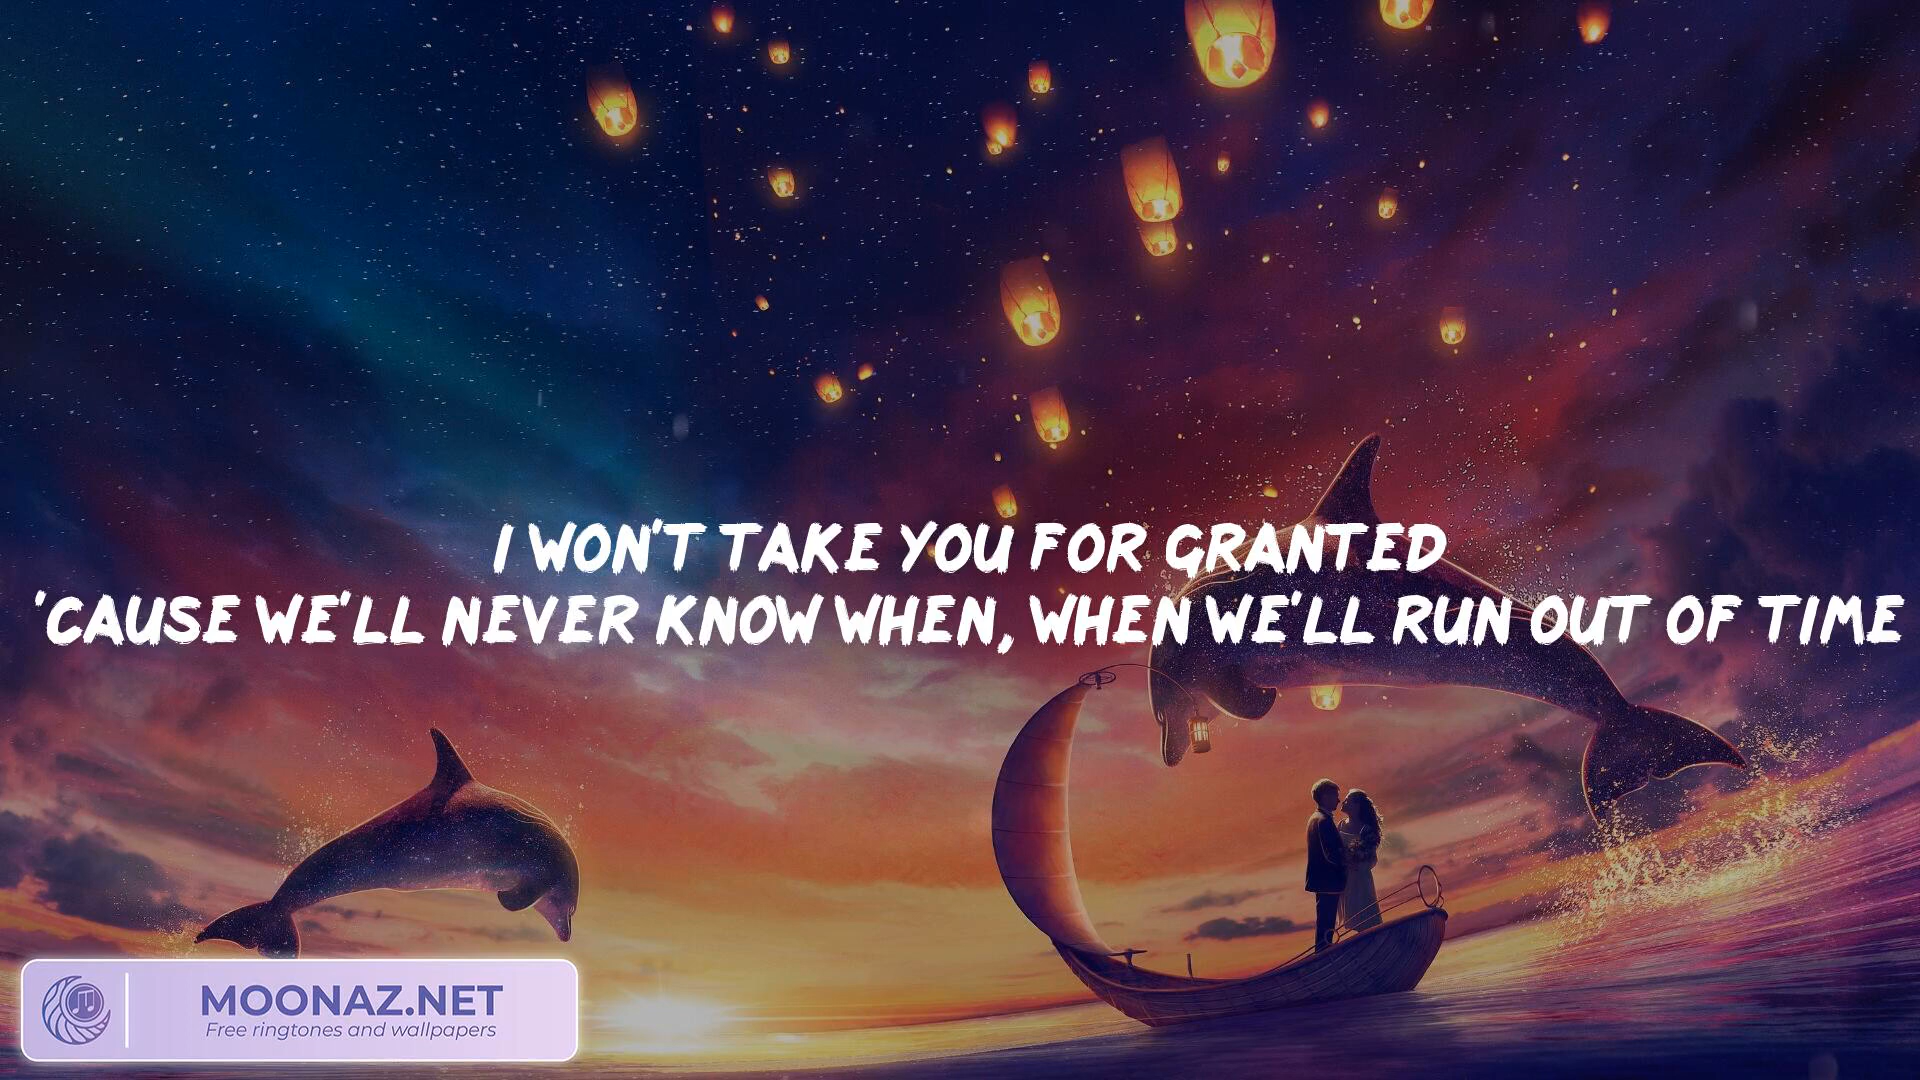 I WON'T TAKE YOU FOR GRANTED
'CAUSE WE'LL NEVER KNOW WHEN, WHEN WE'LL RUN OUT OF TIME
MOONAZ.NET
Free ringtones and wallpapers